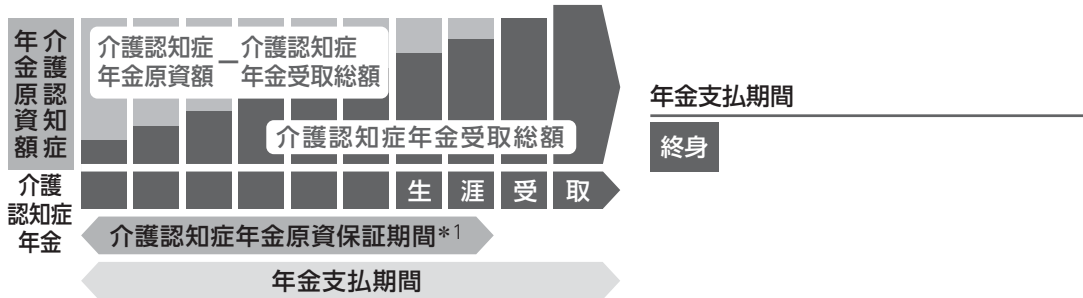 介護認知症
年金原資額
介護認知症
年金原資額
－
介護認知症
年金受取総額
介護認知症年金受取総額
介護
認知症
年金
生涯受取
介護認知症年金原資保証期間*1
年金支払期間
年金支払期間
終身